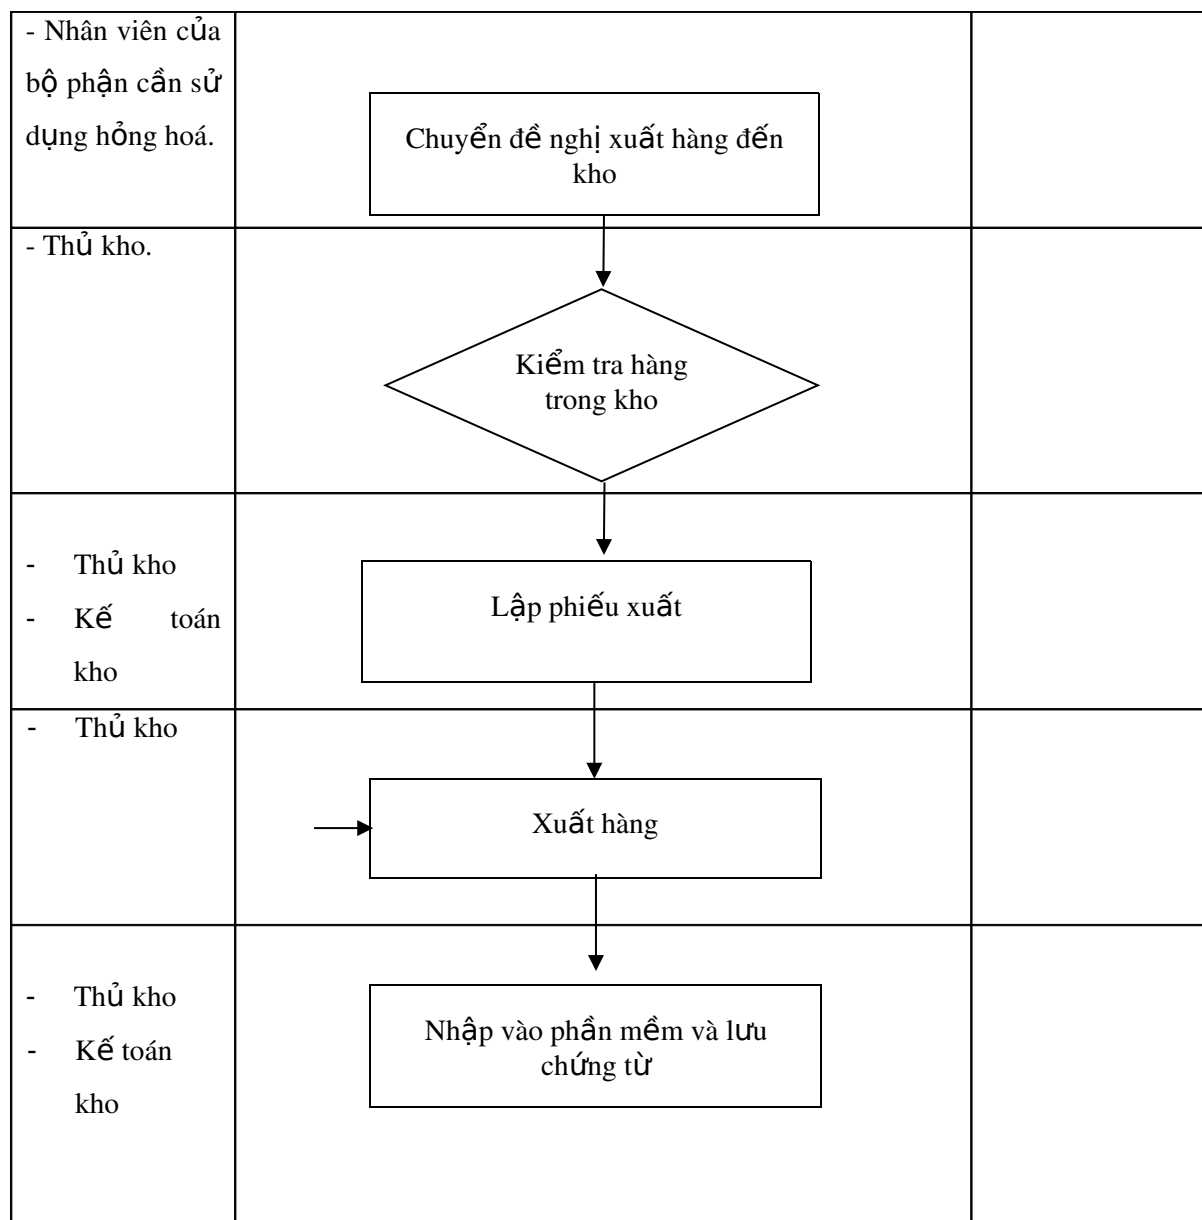 - Nhân viên của
bộ phận cần sử
dụng hỏng hoá.
Chuyển đề nghị xuất hàng đến
kho
- Thủ kho.
Kiểm tra hàng
trong kho
- Thủ kho
- Kế toán
kho
Lập phiếu xuất
- Thủ kho
Xuất hàng
- Thủ kho
- Kế toán
kho
Nhập vào phần mềm và lưu
chứng từ